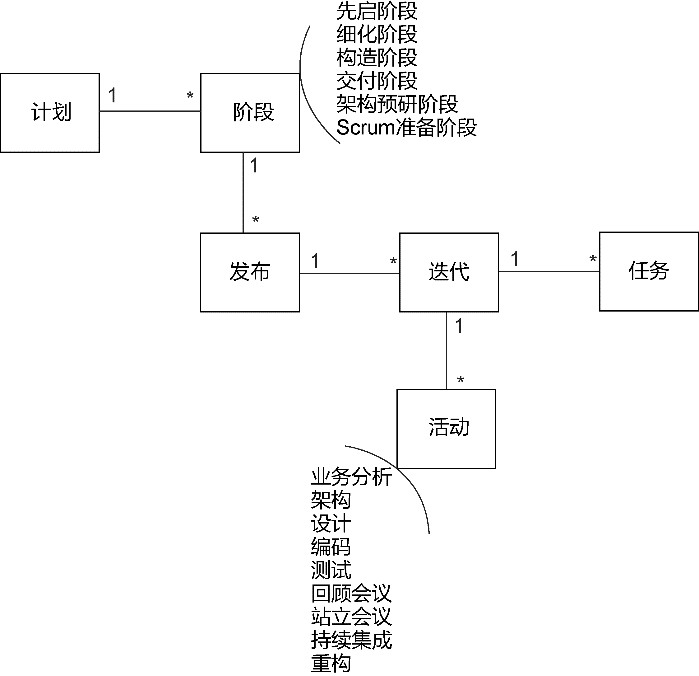 先启阶段
细化阶段
构造阶段
交付阶段
架构预研阶段
Scrum准备阶段
计划
1
*
阶段
1
*
发布
1
*
迭代
1
*
任务
1
*
活动
业务分析
架构
设计
编码
测试
回顾会议
站立会议
持续集成
重构